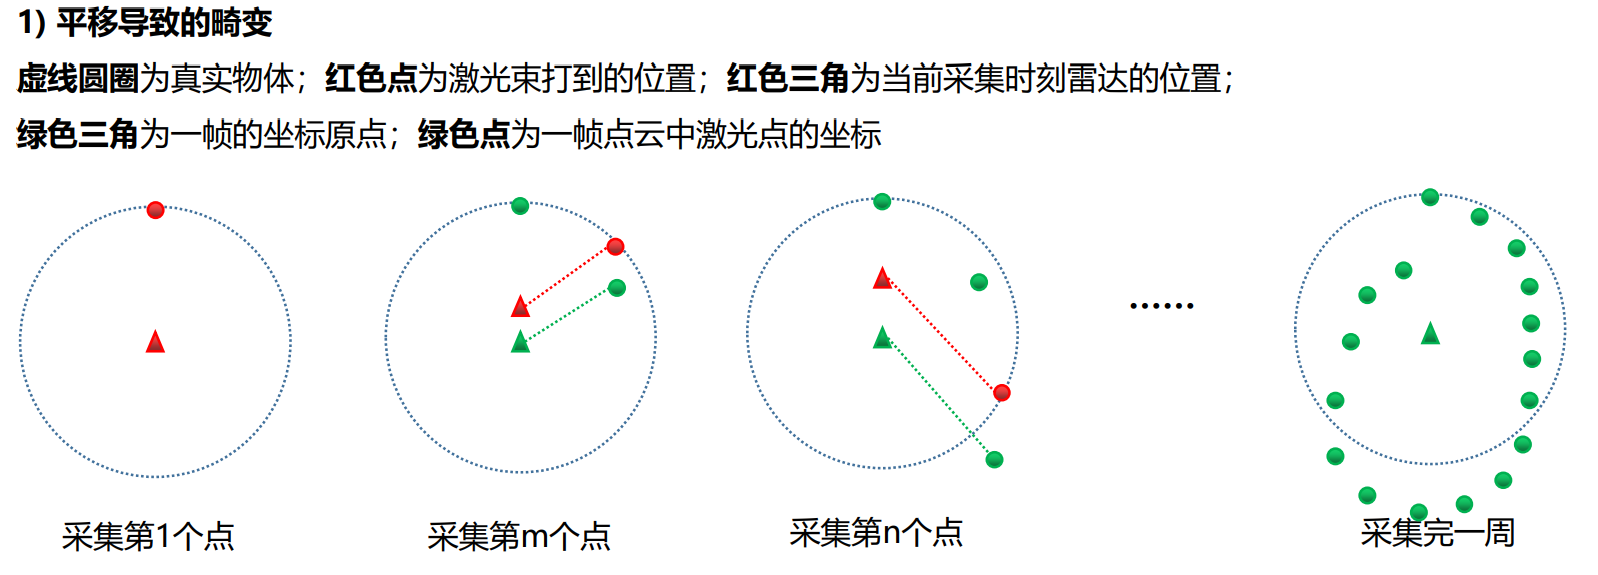 1) 平移导致的畸变
虚线圆圈为真实物体；红色点为激光束打到的位置；红色三角为当前采集时刻雷达的位置；
绿色三角为一帧的坐标原点；绿色点为一帧点云中激光点的坐标
......
采集第1个点
采集第m个点
采集第n个点
采集完一周